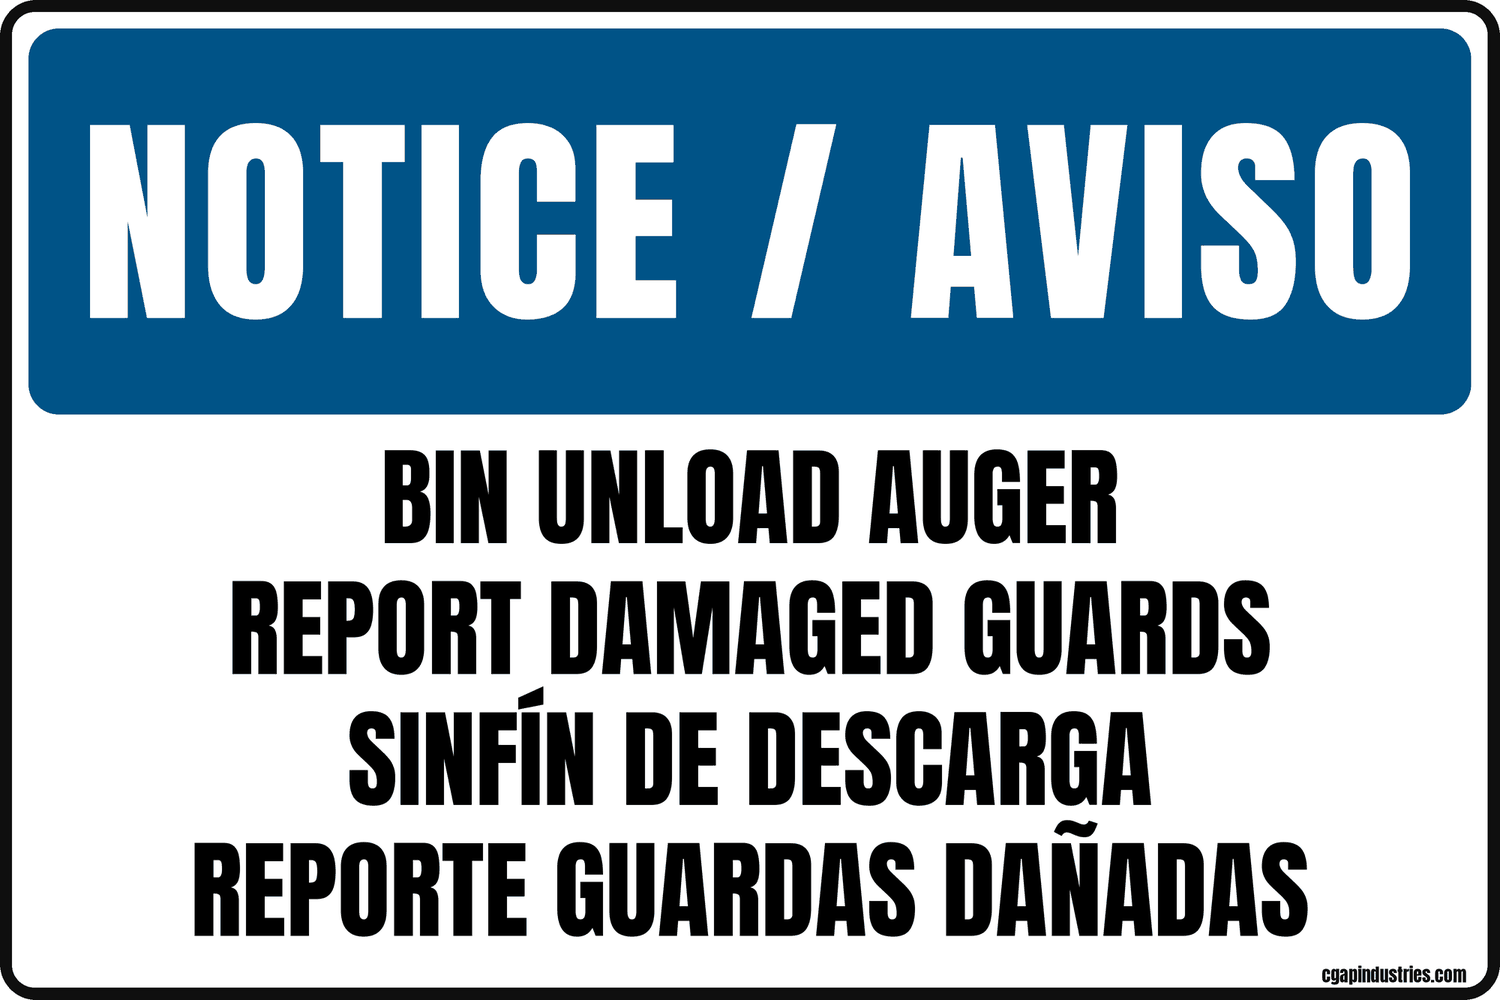 NOTICE / AVISO
BIN UNLOAD AUGER
REPORT DAMAGED GUARDS
SINFÍN DE DESCARGA
REPORTE GUARDAS DAÑADAS
cgapindustries.com